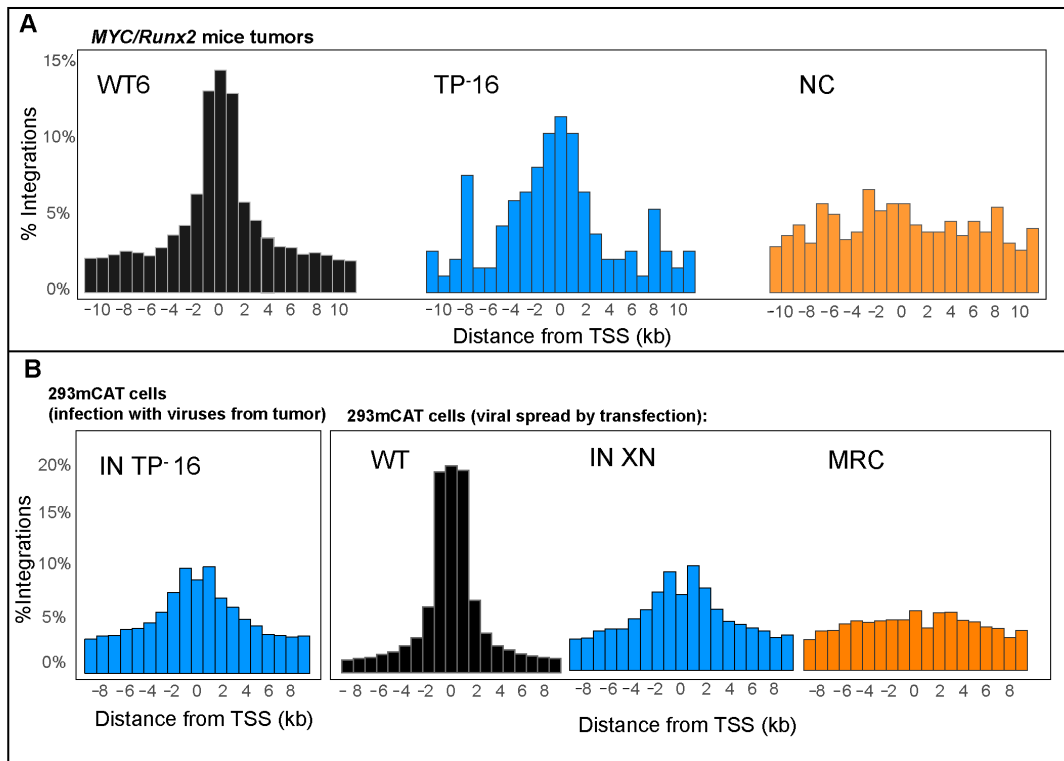 A
MYC/Runx2 mice tumors
WT6
TP-16
NC
% Integrations
15%
10%
5%
0%
−10 −8 −6 −4 −2 0 2 4 6 8 10
−10 −8 −6 −4 −2 0 2 4 6 8 10
−10 −8 −6 −4 −2 0 2 4 6 8 10
Distance from TSS (kb)
B
293mCAT cells
(infection with viruses from tumor)
293mCAT cells (viral spread by transfection):
IN TP- 16
WT
IN XN
MRC
%Integrations
20%
15%
10%
5%
0%
−8 −6 −4 −2 0 2 4 6 8
− 8 −6 −4 −2 0 2 4 6 8
−8 −6 −4 −2 0 2 4 6 8
−8 −6 −4 −2 0 2 4 6 8
Distance from TSS (kb)
Distance from TSS (kb)